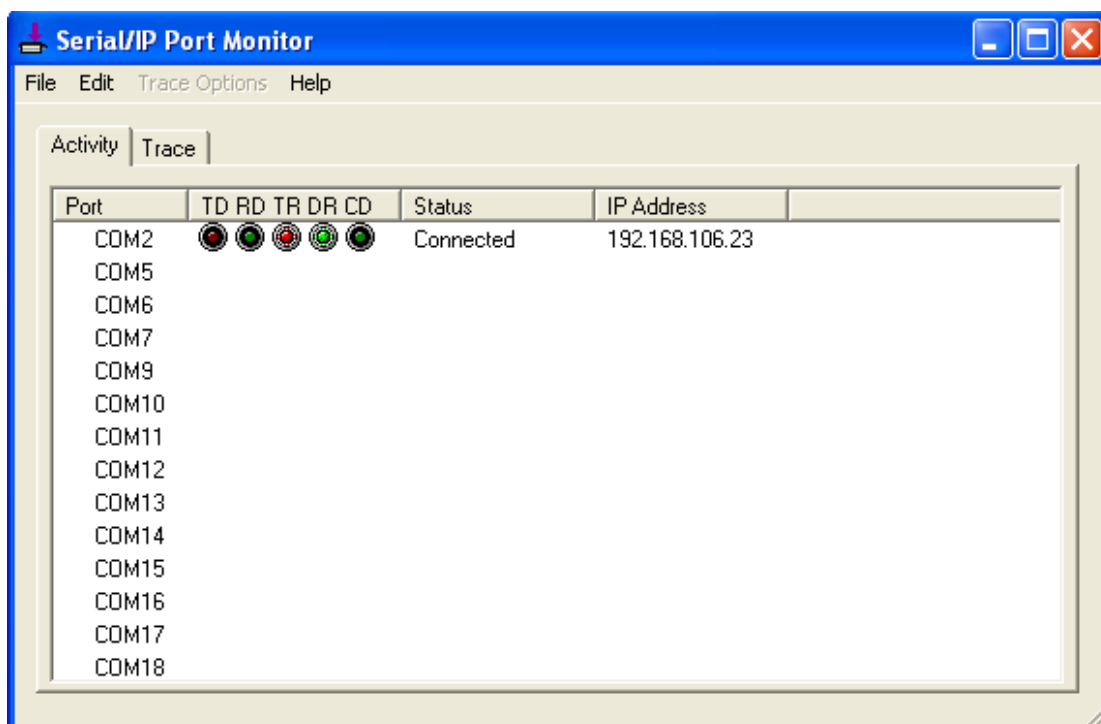 Serial/IP Port Monitor
File Edit Trace Options Help
Activity Trace
Port TD RD TR DR CD Status IP Address
COM2 Connected 192.168.106.23
COM5
COM6
COM7
COM9
COM10
COM11
COM12
COM13
COM14
COM15
COM16
COM17
COM18